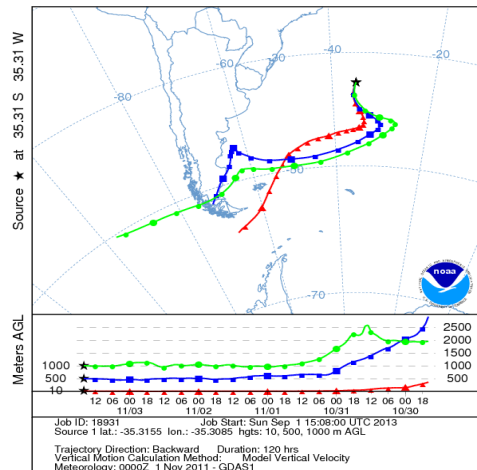 -20
-30
-40
-60
-80
-50
-70
Source ★ at 35.31 S 35.31 W
noaa
Meters AGL
2500
2000
1500
1000 1000
500 500
10
12 06 00 18 12 06 00 18 12 06 00 18 12 06 00 18 12 06 00 18
11/03 11/02 11/01 10/31 10/30
Job ID: 18931 Job Start: Sun Sep 1 15:08:00 UTC 2013
Source 1 lat.: -35.3155 lon.: -35.3085 hgts: 10, 500, 1000 m AGL
Trajectory Direction: Backward Duration: 120 hrs
Vertical Motion Calculation Method: Model Vertical Velocity
Meteorology: 0000Z 1 Nov 2011 - GDAS1